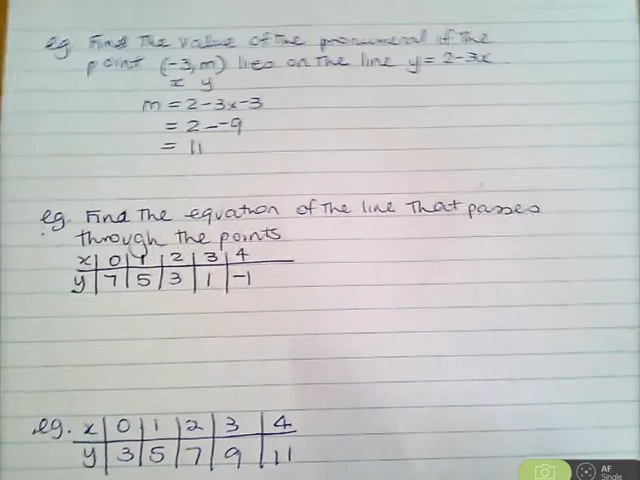 eg Find the value of the pronumeral if the
point (-3, m) lies on the line y = 2-3x.
x y
m = 2-3x-3
= 2--9
= 11
eg. Find the equation of the line that passes
through the points
x 0 1 2 3 4
y 7 5 3 1 -1
eg. x 0 1 2 3 4
y 3 5 7 9 11
AF
Single